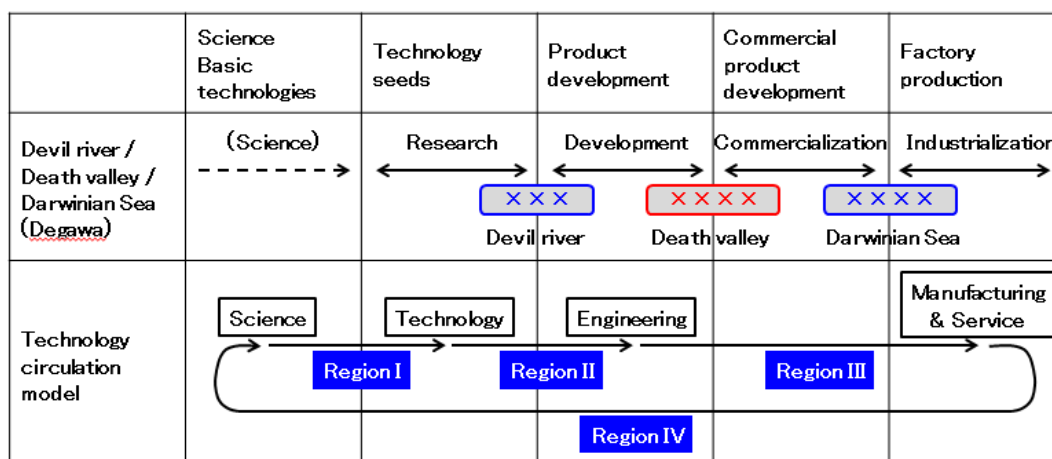 Science
Basic
technologies
Technology
seeds
Product
development
Commercial
product
development
Factory
production
Devil river /
Death valley /
Darwinian Sea
(Degawa)
(Science)
Research
Development
Commercialization
Industrialization
×××
××××
××××
Devil river
Death valley
Darwinian Sea
Technology
circulation
model
Science
Technology
Engineering
Manufacturing
& Service
Region I
Region II
Region III
Region IV